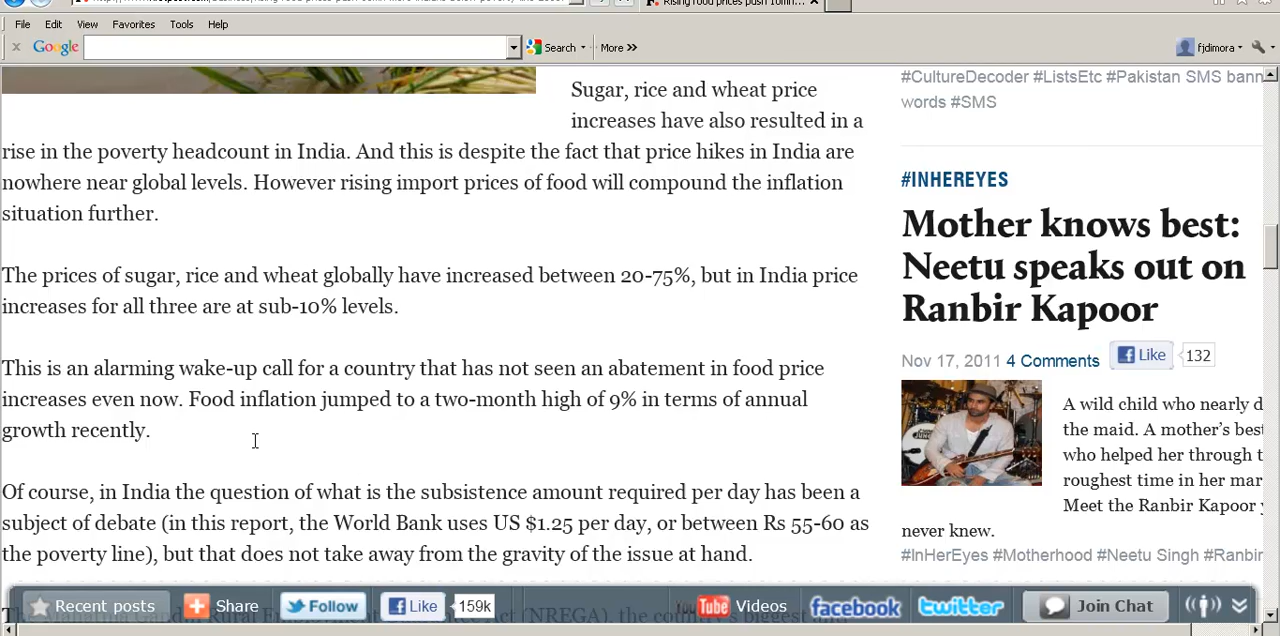 Rising food prices push 10mn...
File Edit View Favorites Tools Help
Google Search More >> fjdimora
Sugar, rice and wheat price
increases have also resulted in a
rise in the poverty headcount in India. And this is despite the fact that price hikes in India are
nowhere near global levels. However rising import prices of food will compound the inflation
situation further.
The prices of sugar, rice and wheat globally have increased between 20-75%, but in India price
increases for all three are at sub-10% levels.
This is an alarming wake-up call for a country that has not seen an abatement in food price
increases even now. Food inflation jumped to a two-month high of 9% in terms of annual
growth recently.
Of course, in India the question of what is the subsistence amount required per day has been a
subject of debate (in this report, the World Bank uses US $1.25 per day, or between Rs 55-60 as
the poverty line), but that does not take away from the gravity of the issue at hand.
#CultureDecoder #ListsEtc #Pakistan SMS bann
words #SMS
#INHEREYES
Mother knows best:
Neetu speaks out on
Ranbir Kapoor
Nov 17, 2011 4 Comments Like 132
A wild child who nearly d
the maid. A mother's best
who helped her through t
roughest time in her mar
Meet the Ranbir Kapoor y
never knew.
#InHerEyes #Motherhood #Neetu Singh #Ranbir
Recent posts Share Follow Like 159k YouTube Videos facebook twitter Join Chat